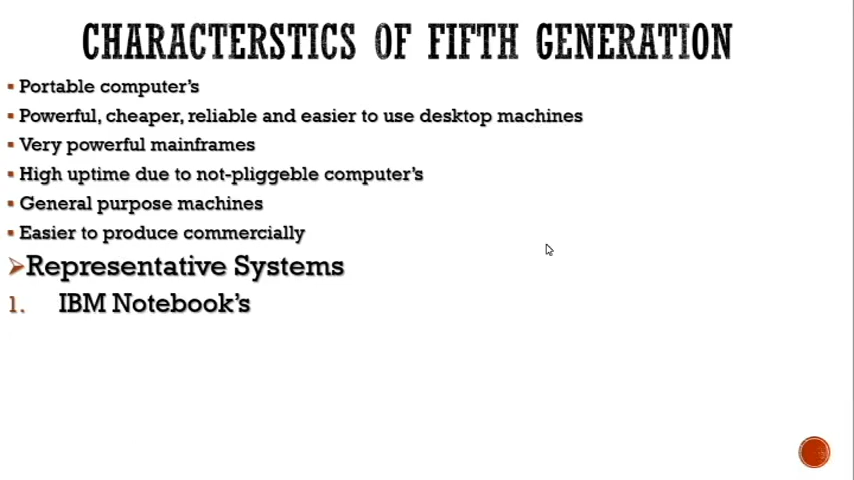 CHARACTERSTICS OF FIFTH GENERATION
▪ Portable computer's
▪ Powerful, cheaper, reliable and easier to use desktop machines
▪ Very powerful mainframes
▪ High uptime due to not-pliggeble computer's
▪ General purpose machines
▪ Easier to produce commercially
➢Representative Systems
1. IBM Notebook's